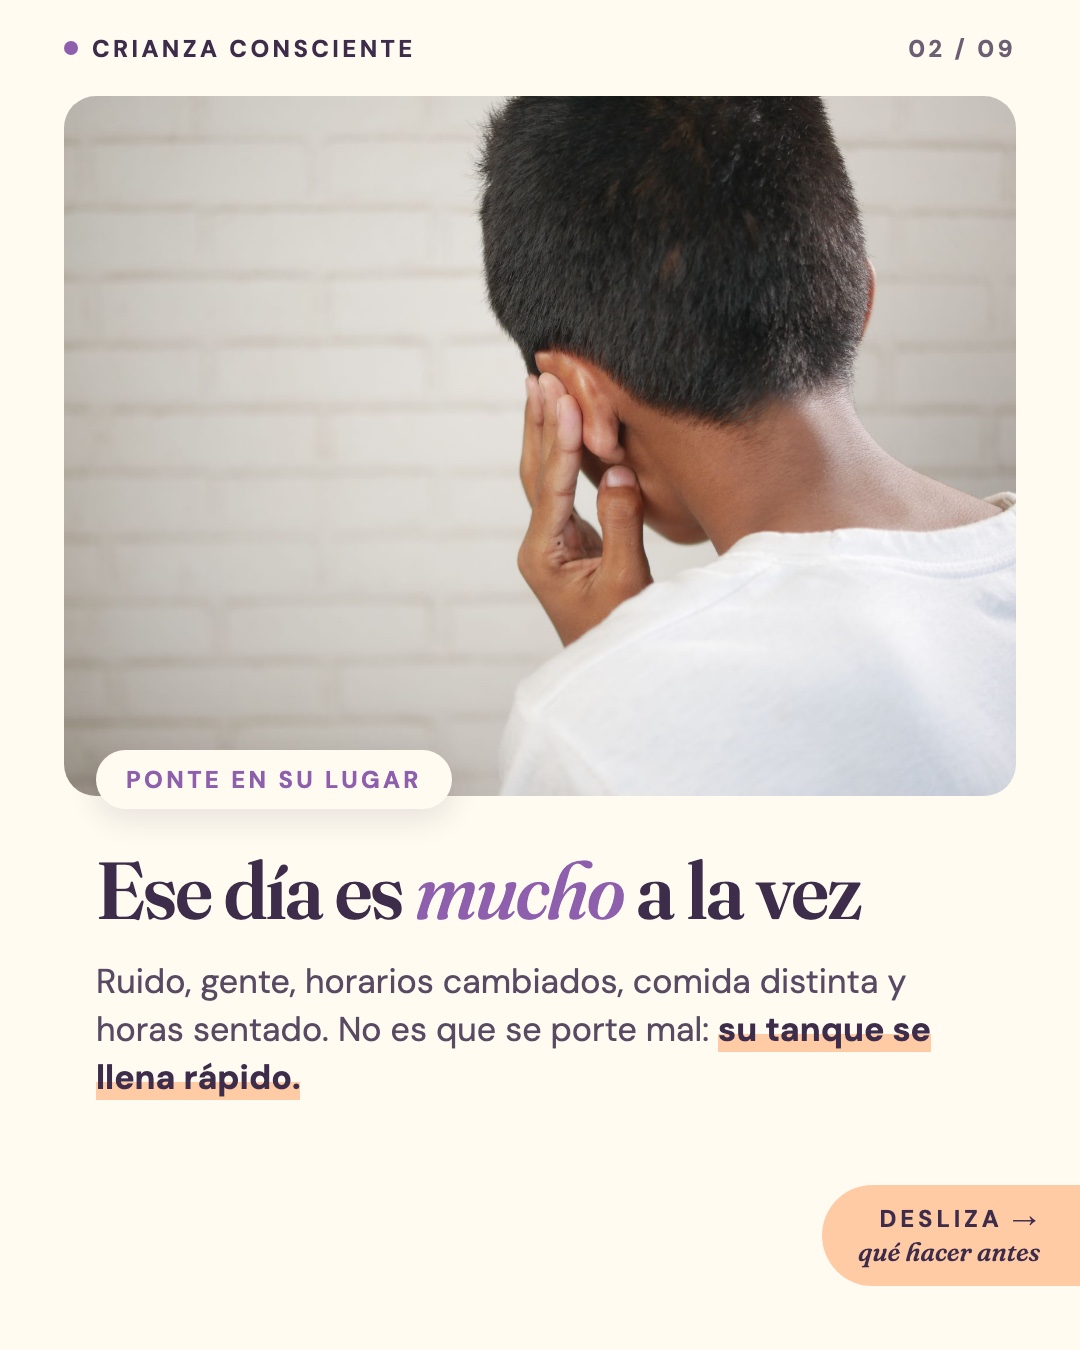 CRIANZA CONSCIENTE
02 / 09
PONTE EN SU LUGAR
Ese día es mucho a la vez
Ruido, gente, horarios cambiados, comida distinta y
horas sentado. No es que se porte mal: su tanque se
llena rápido.
DESLIZA →
qué hacer antes